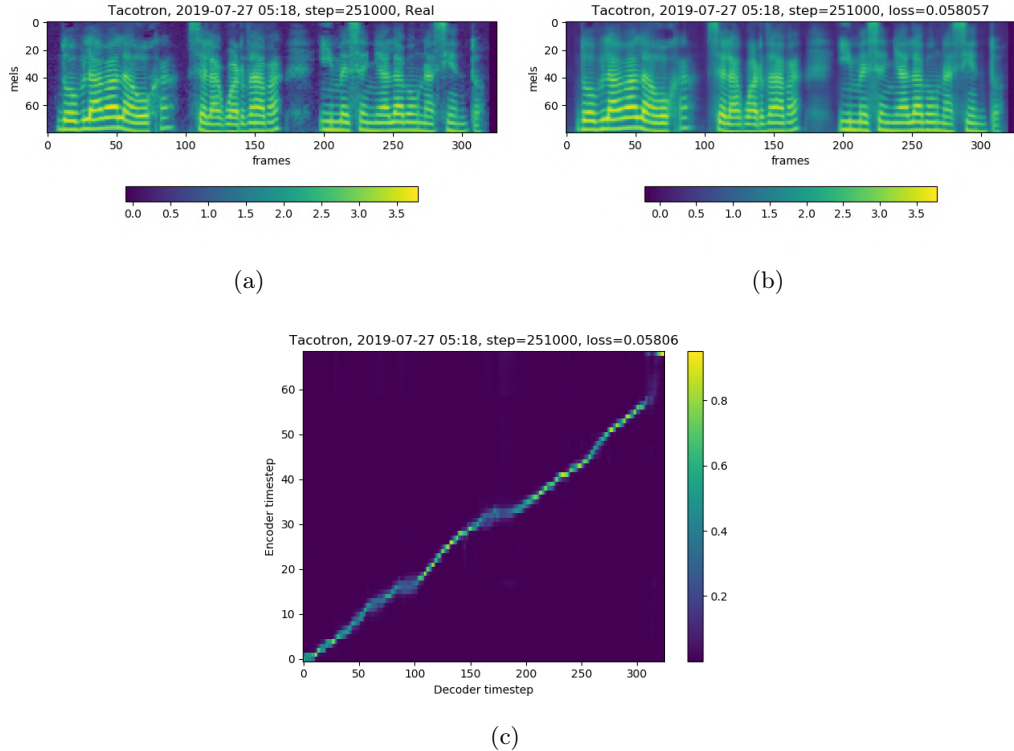 Tacotron, 2019-07-27 05:18, step=251000, Real
mels
0
20
40
60
0 50 100 150 200 250 300
frames
0.0 0.5 1.0 1.5 2.0 2.5 3.0 3.5
(a)
Tacotron, 2019-07-27 05:18, step=251000, loss=0.058057
mels
0
20
40
60
0 50 100 150 200 250 300
frames
0.0 0.5 1.0 1.5 2.0 2.5 3.0 3.5
(b)
Tacotron, 2019-07-27 05:18, step=251000, loss=0.05806
Encoder timestep
60
50
40
30
20
10
0
0 50 100 150 200 250 300
Decoder timestep
0.8
0.6
0.4
0.2
(c)